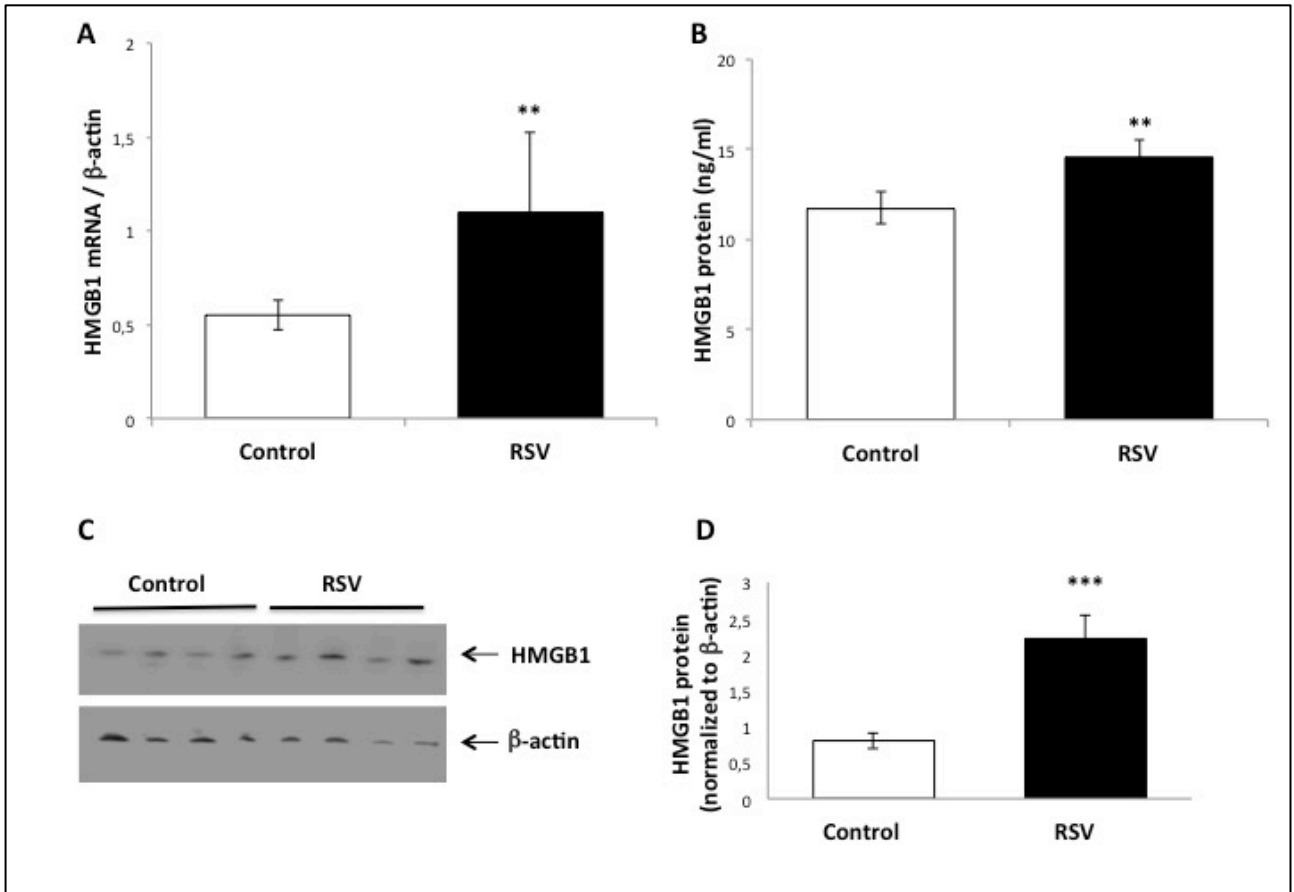 A
HMGB1 mRNA / β-actin
2
1,5
1
0,5
0
**
Control
RSV
B
HMGB1 protein (ng/ml)
20
15
10
5
0
**
Control
RSV
C
Control
RSV
HMGB1
β-actin
D
HMGB1 protein
(normalized to β-actin)
3
2,5
2
1,5
1
0,5
0
***
Control
RSV